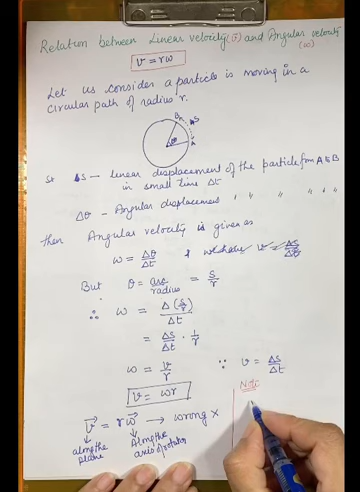 Relation between Linear velocity (v⃗) and Angular velocity (ω)
v = rω
Let us consider a particle is moving in a
circular path of radius r.
B
ΔS
r
Δθ
A
ΔS — linear displacement of the particle from A to B
in small time Δt
Δθ - Angular displacement " " " " "
then Angular velocity is given as
ω = Δθ/Δt & v = ΔS/Δt
But θ = arc/radius = S/r
∴ ω = Δ(S/r)/Δt
= ΔS/Δt · 1/r
ω = v/r ∵ v = ΔS/Δt
v = ωr
Note
v⃗ = rω⃗ → wrong ×
along the
plane
Along the
axis of rotation